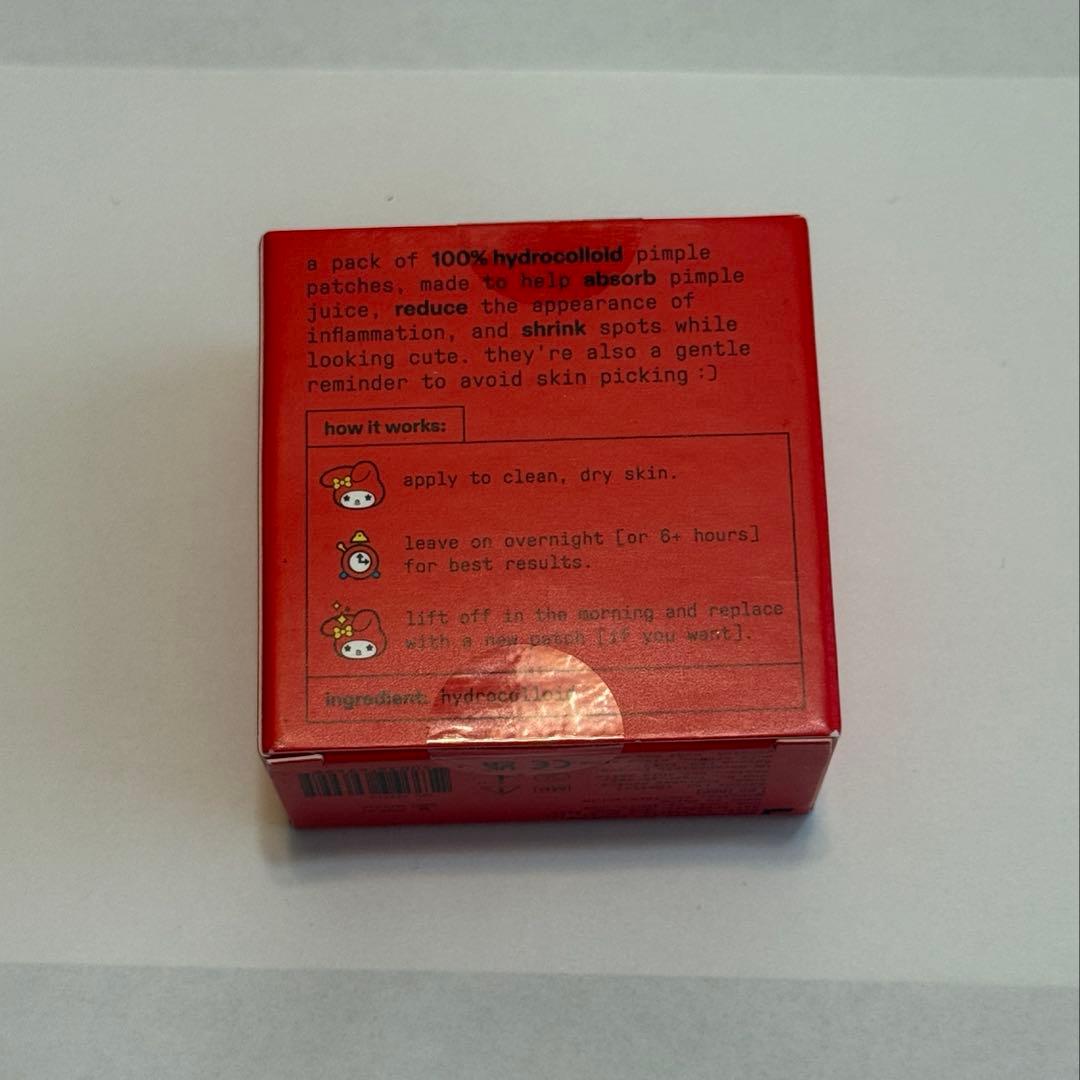 a pack of 100% hydrocolloid pimple
patches, made to help absorb pimple
juice, reduce the appearance of
inflammation, and shrink spots while
looking cute. they're also a gentle
reminder to avoid skin picking :)
how it works:
apply to clean, dry skin.
leave on overnight [or 6+ hours]
for best results.
lift off in the morning and replace
with a new patch [if you want].
ingredient: hydrocolloid